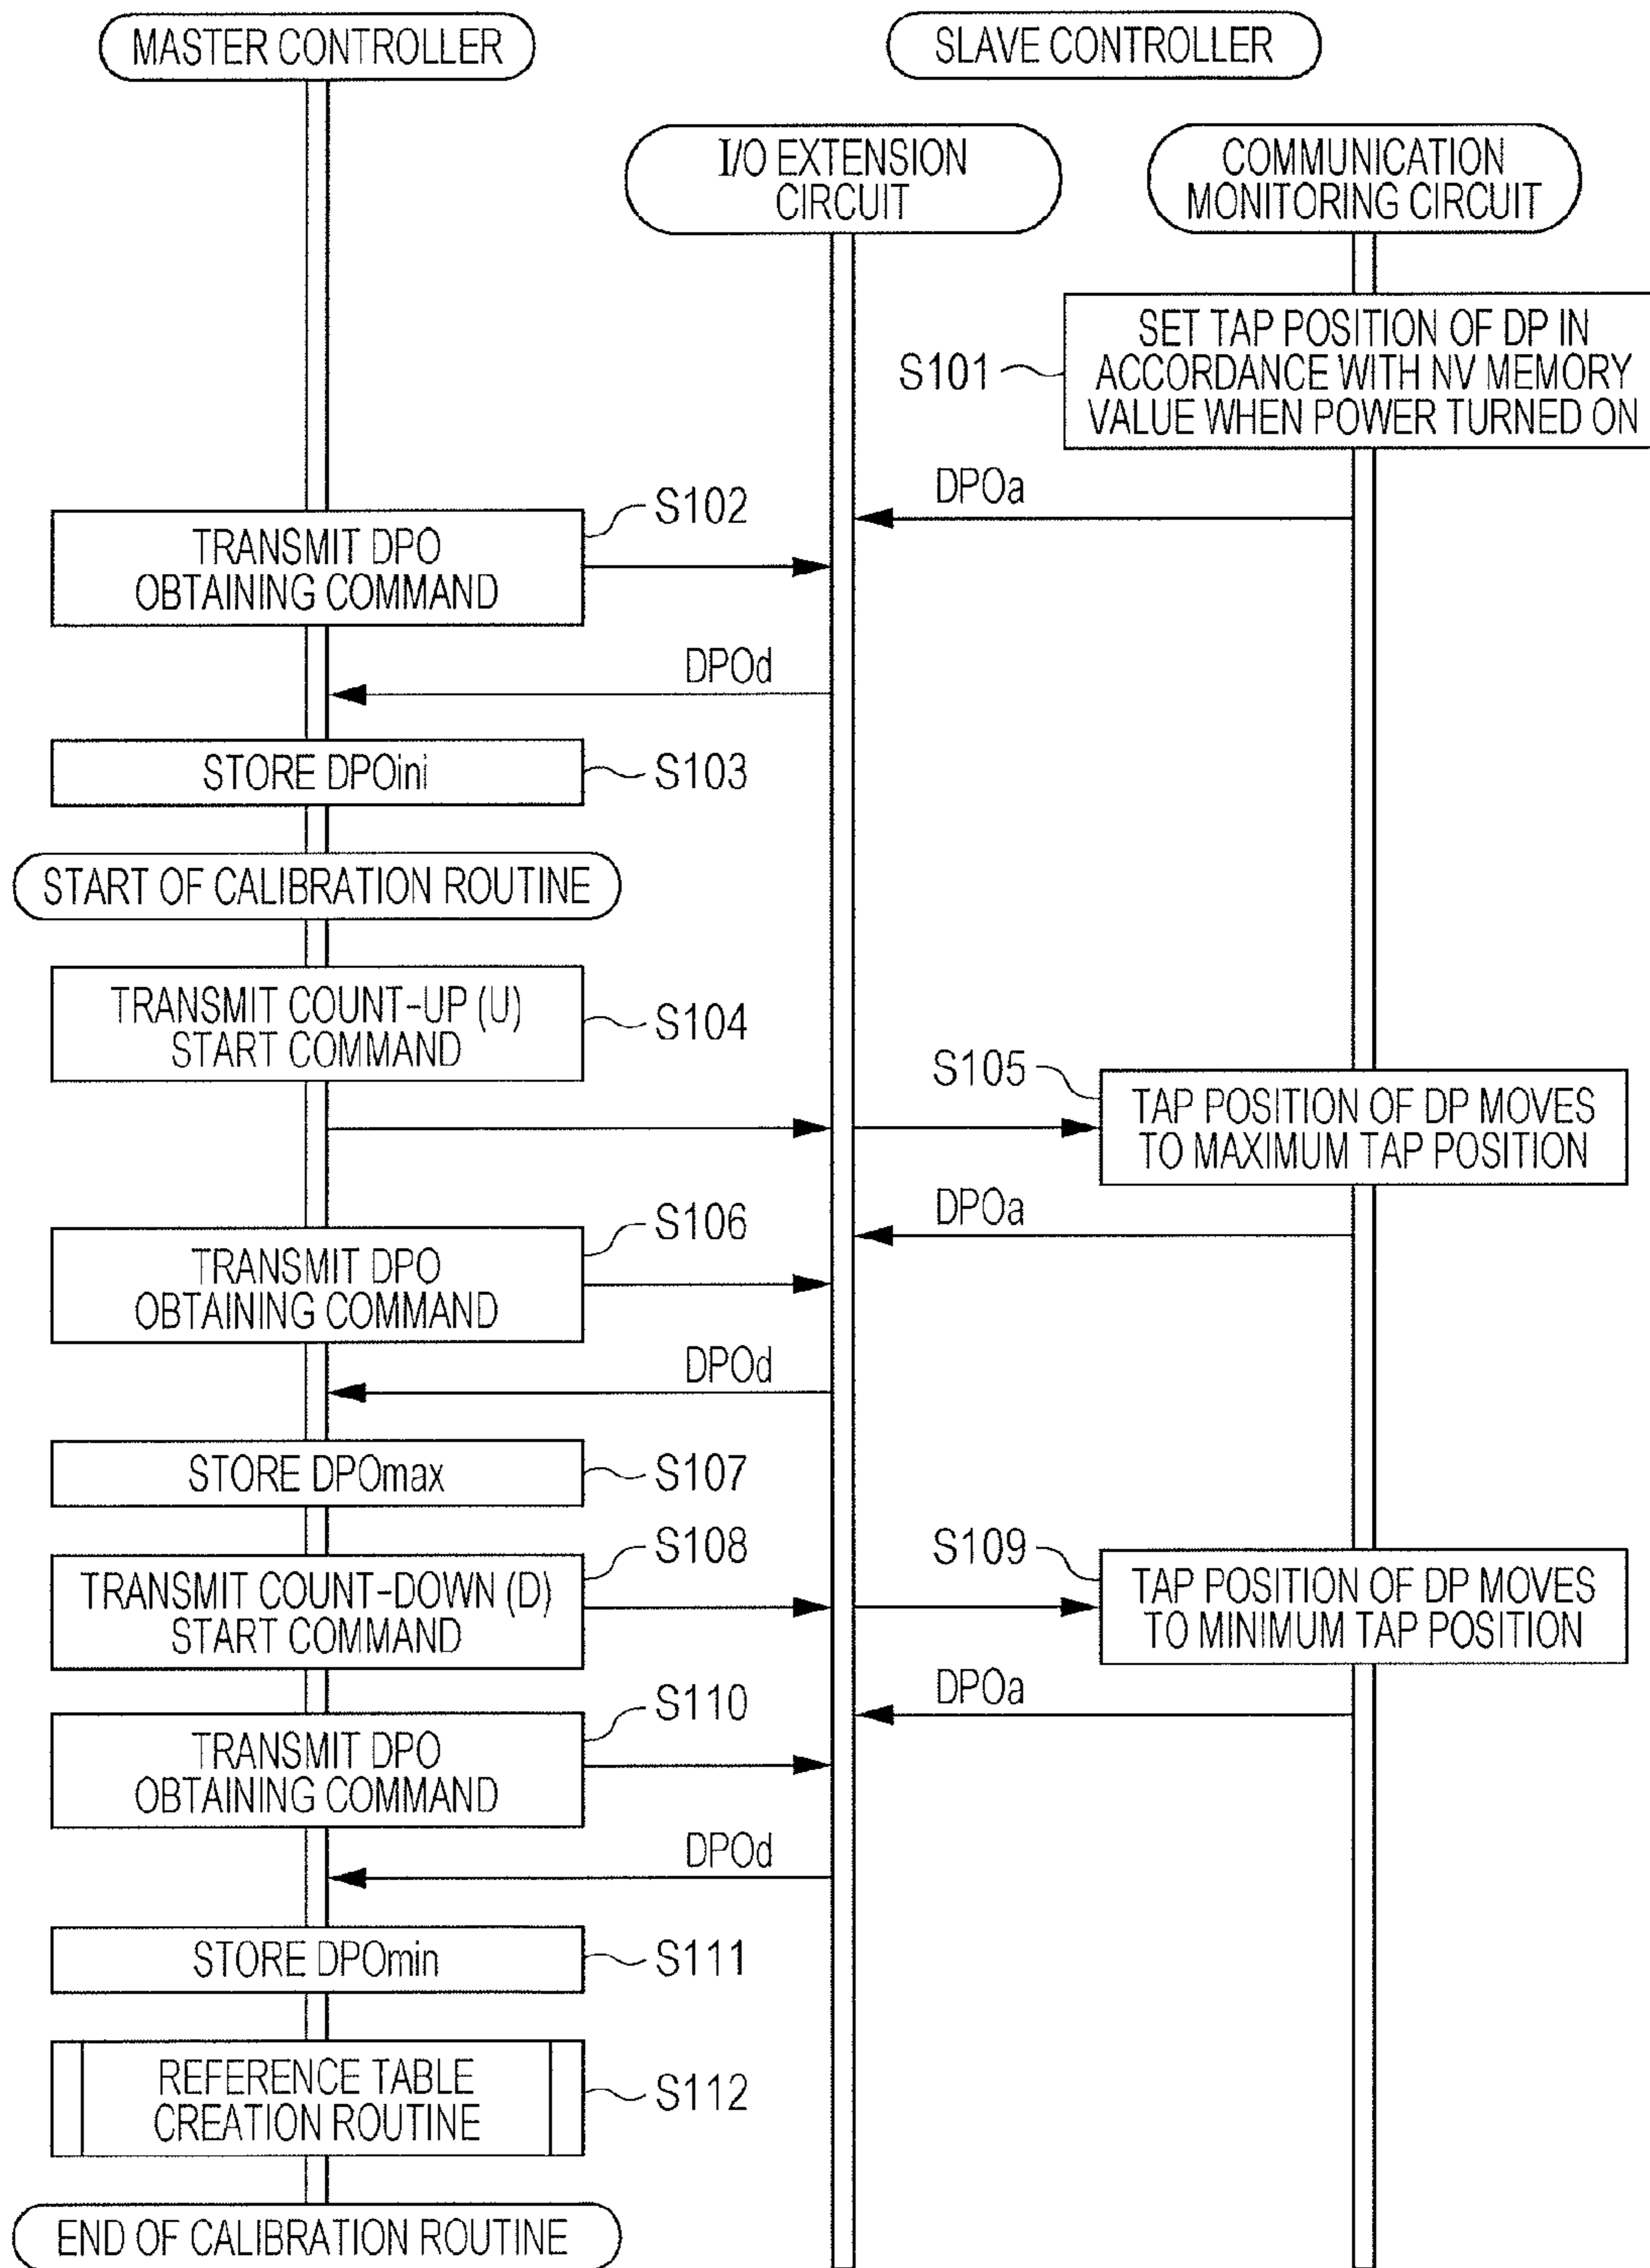 MASTER CONTROLLER
SLAVE CONTROLLER
I/O EXTENSION
CIRCUIT
COMMUNICATION
MONITORING CIRCUIT
S101
SET TAP POSITION OF DP IN
ACCORDANCE WITH NV MEMORY
VALUE WHEN POWER TURNED ON
DPOa
S102
TRANSMIT DPO
OBTAINING COMMAND
DPOd
STORE DPOini
S103
START OF CALIBRATION ROUTINE
TRANSMIT COUNT-UP (U)
START COMMAND
S104
S105
TAP POSITION OF DP MOVES
TO MAXIMUM TAP POSITION
DPOa
S106
TRANSMIT DPO
OBTAINING COMMAND
DPOd
STORE DPOmax
S107
S108
TRANSMIT COUNT-DOWN (D)
START COMMAND
S109
TAP POSITION OF DP MOVES
TO MINIMUM TAP POSITION
DPOa
S110
TRANSMIT DPO
OBTAINING COMMAND
DPOd
STORE DPOmin
S111
REFERENCE TABLE
CREATION ROUTINE
S112
END OF CALIBRATION ROUTINE